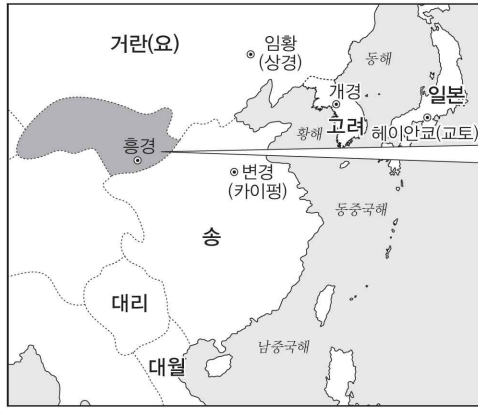 거란(요)
임황
(상경)
동해
개경
일본
고려
황해
헤이안쿄(교토)
흥경
변경
(카이펑)
동중국해
송
대리
대월
남중국해